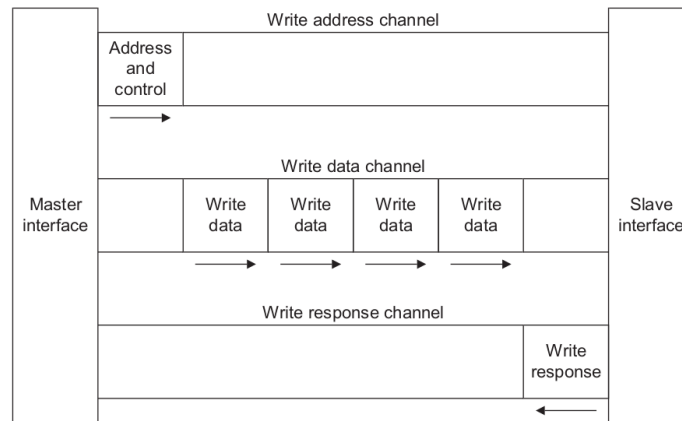 Write address channel
Address
and
control
Write data channel
Master
interface
Write
data
Write
data
Write
data
Write
data
Slave
interface
Write response channel
Write
response